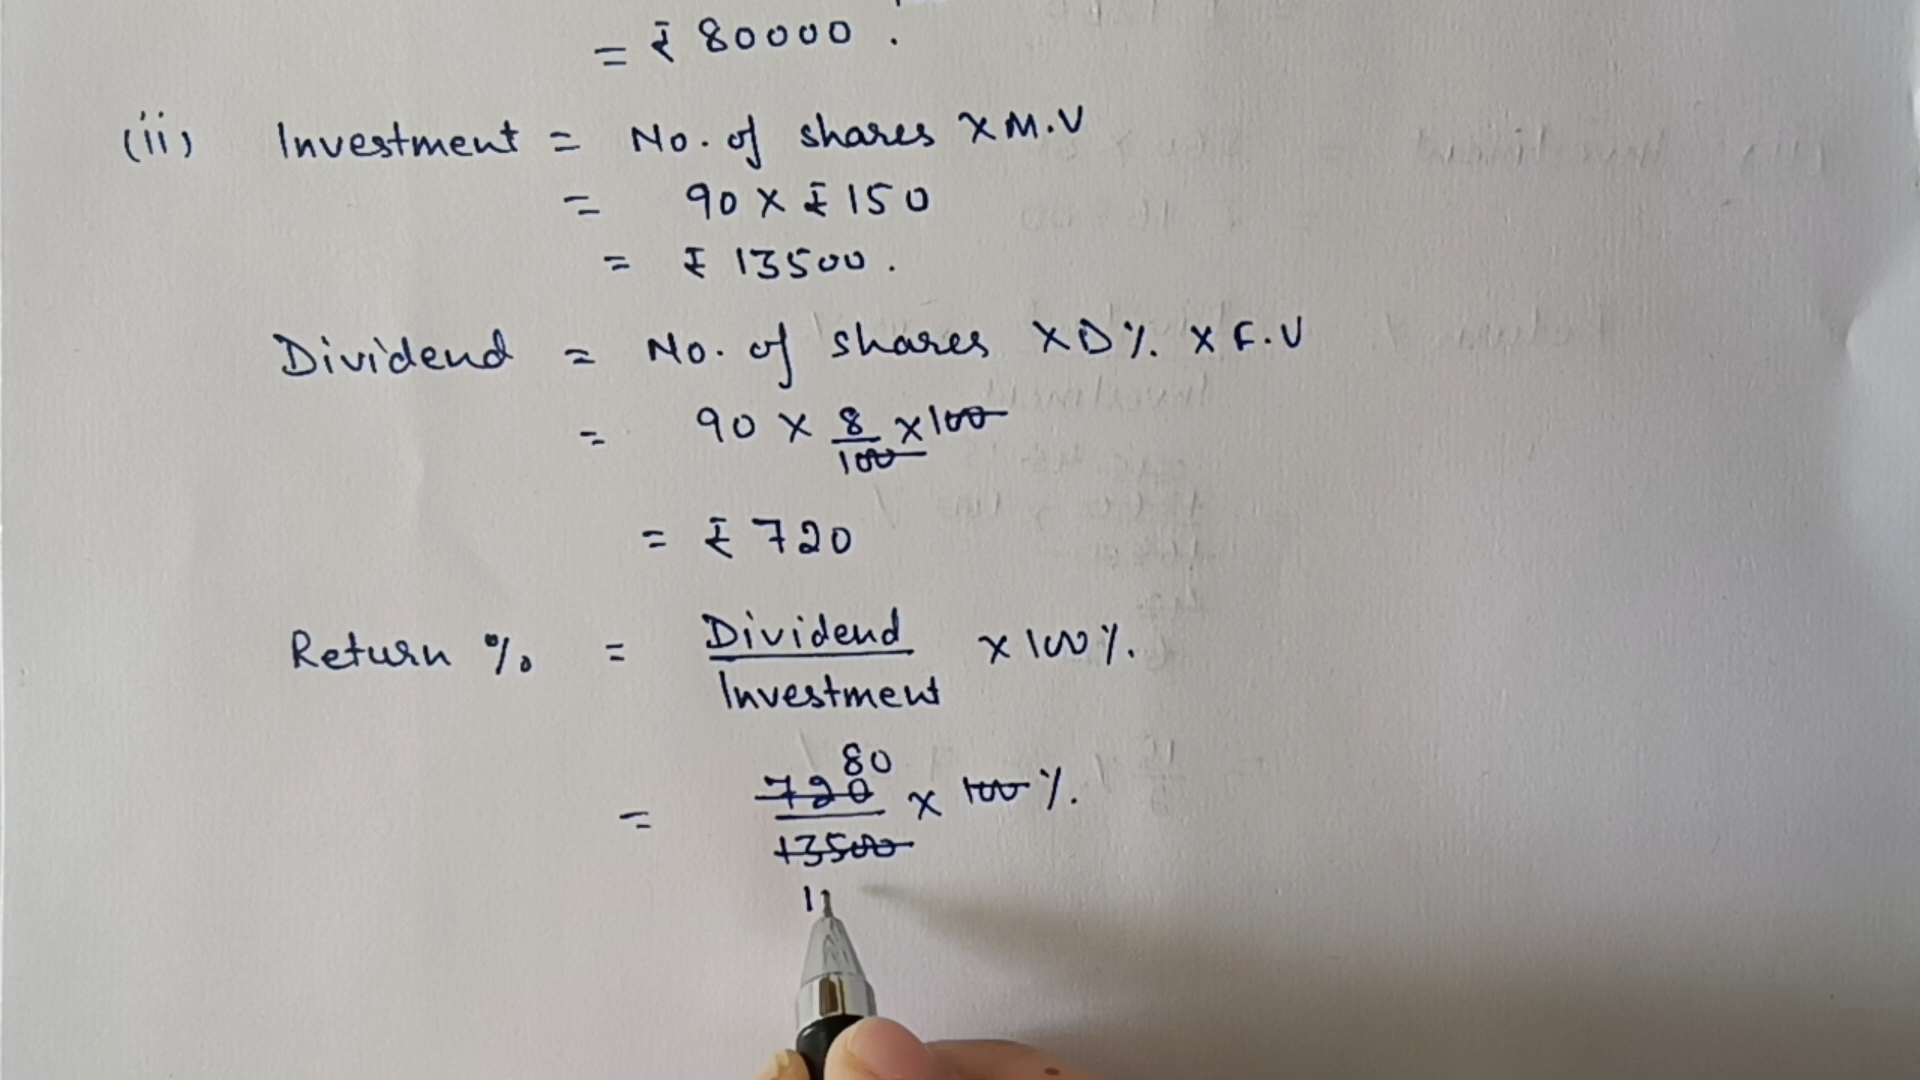 = ₹ 80000.
(ii) Investment = No. of shares × M.V
= 90 × ₹ 150
= ₹ 13500.
Dividend = No. of shares × D% × F.V
= 90 × 8/100 × 100
= ₹ 720
Return % = Dividend/Investment × 100%.
80
= 720/13500 × 100%.